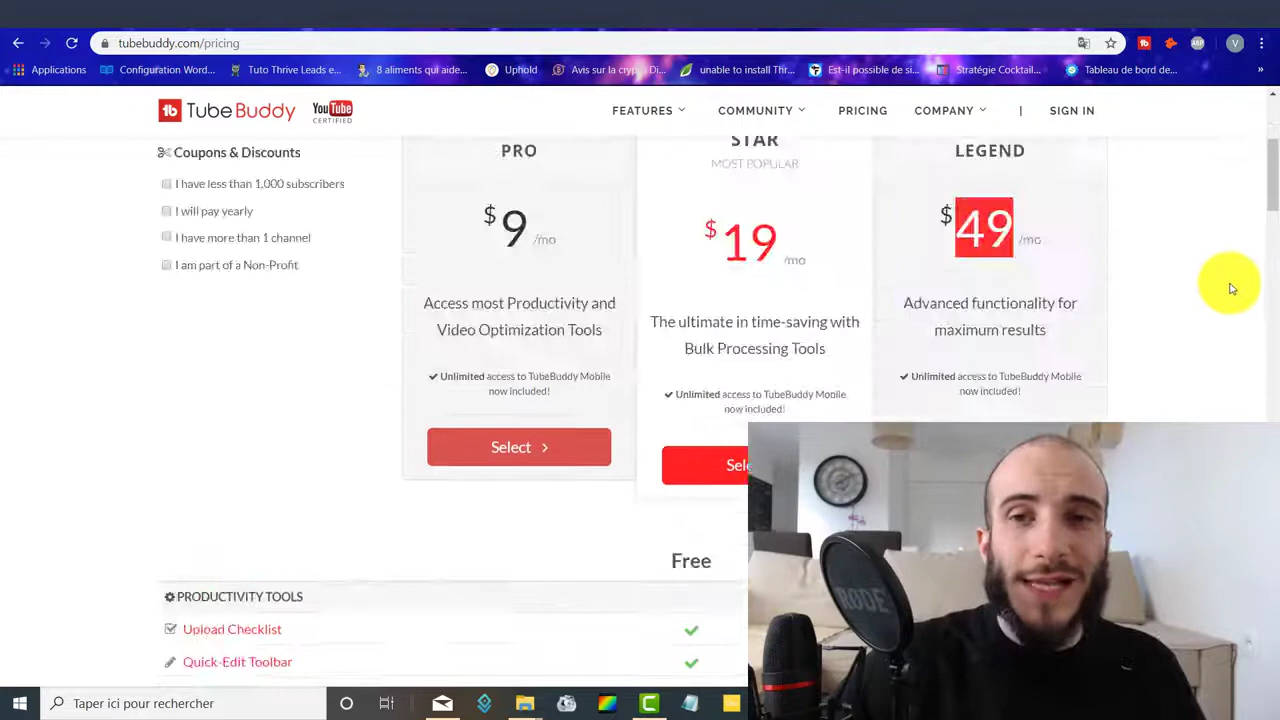 tubebuddy.com/pricing
Applications
Configuration Word...
Tuto Thrive Leads e...
8 aliments qui aide...
Uphold
Avis sur la crypto Di...
unable to install Thr...
Est-il possible de si...
Stratégie Cocktail...
Tableau de bord de...
TubeBuddy
YouTube
CERTIFIED
FEATURES
COMMUNITY
PRICING
COMPANY
|
SIGN IN
Coupons & Discounts
I have less than 1,000 subscribers
I will pay yearly
I have more than 1 channel
I am part of a Non-Profit
PRO
$9 /mo
Access most Productivity and
Video Optimization Tools
Unlimited access to TubeBuddy Mobile
now included!
Select >
STAR
MOST POPULAR
$19 /mo
The ultimate in time-saving with
Bulk Processing Tools
Unlimited access to TubeBuddy Mobile
now included!
LEGEND
$49 /mo
Advanced functionality for
maximum results
Unlimited access to TubeBuddy Mobile
now included!
Free
PRODUCTIVITY TOOLS
Upload Checklist
Quick-Edit Toolbar
RODE
Taper ici pour rechercher